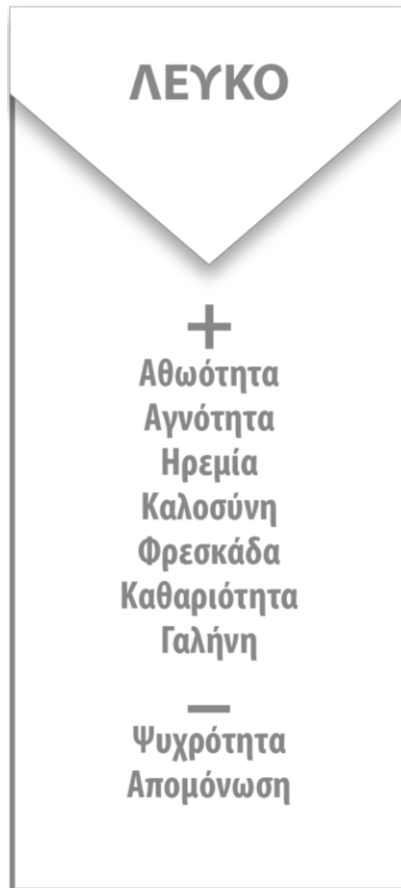 ΛΕΥΚΟ
+
Αθωότητα
Αγνότητα
Ηρεμία
Καλοσύνη
Φρεσκάδα
Καθαριότητα
Γαλήνη
–
Ψυχρότητα
Απομόνωση